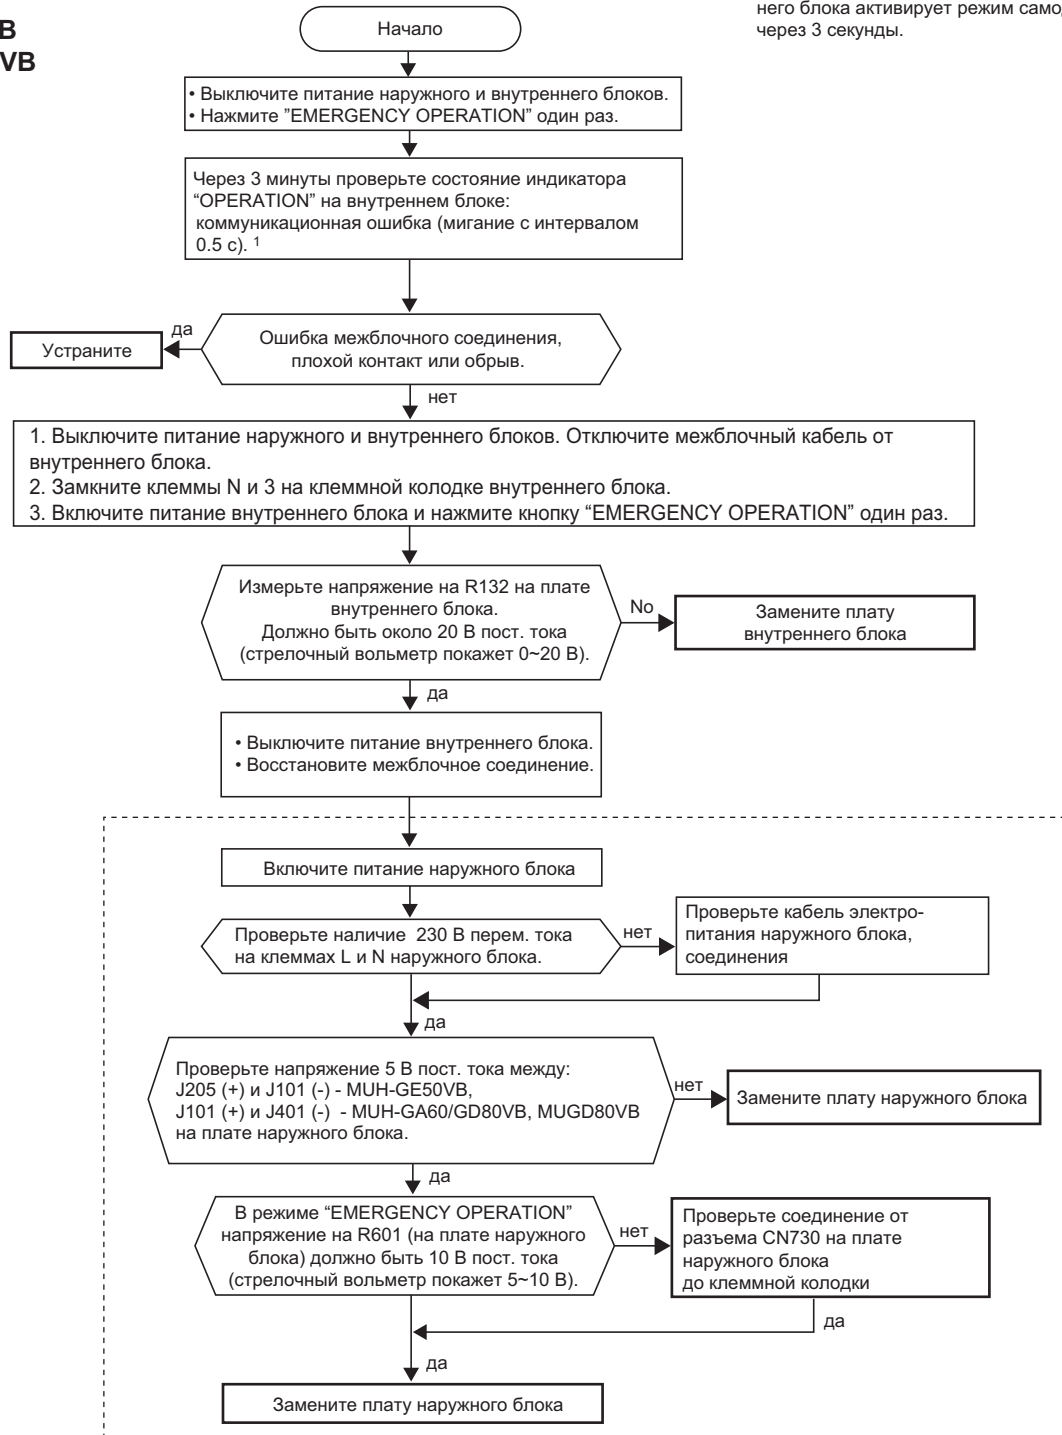 него блока активирует режим само
через 3 секунды.
В
VB
Начало
• Выключите питание наружного и внутреннего блоков.
• Нажмите ”EMERGENCY OPERATION” один раз.
Через 3 минуты проверьте состояние индикатора
“OPERATION” на внутреннем блоке:
коммуникационная ошибка (мигание с интервалом
0.5 с). 1
Ошибка межблочного соединения,
плохой контакт или обрыв.
да
Устраните
нет
1. Выключите питание наружного и внутреннего блоков. Отключите межблочный кабель от
внутреннего блока.
2. Замкните клеммы N и 3 на клеммной колодке внутреннего блока.
3. Включите питание внутреннего блока и нажмите кнопку “EMERGENCY OPERATION” один раз.
Измерьте напряжение на R132 на плате
внутреннего блока.
Должно быть около 20 В пост. тока
(стрелочный вольметр покажет 0~20 В).
No
Замените плату
внутреннего блока
да
• Выключите питание внутреннего блока.
• Восстановите межблочное соединение.
Включите питание наружного блока
Проверьте наличие 230 В перем. тока
на клеммах L и N наружного блока.
нет
Проверьте кабель электро-
питания наружного блока,
соединения
да
Проверьте напряжение 5 В пост. тока между:
J205 (+) и J101 (-) - MUH-GE50VB,
J101 (+) и J401 (-) - MUH-GA60/GD80VB, MUGD80VB
на плате наружного блока.
нет
Замените плату наружного блока
да
В режиме “EMERGENCY OPERATION”
напряжение на R601 (на плате наружного
блока) должно быть 10 В пост. тока
(стрелочный вольметр покажет 5~10 В).
нет
Проверьте соединение от
разъема CN730 на плате
наружного блока
до клеммной колодки
да
да
Замените плату наружного блока